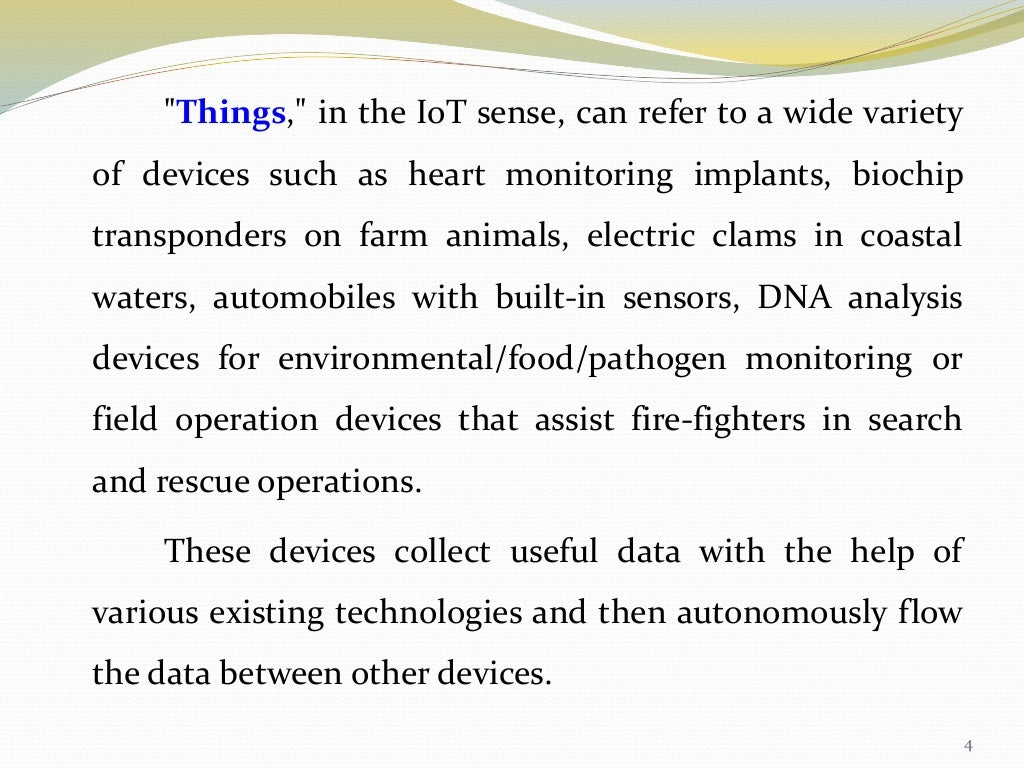 "Things," in the IoT sense, can refer to a wide variety
of devices such as heart monitoring implants, biochip
transponders on farm animals, electric clams in coastal
waters, automobiles with built-in sensors, DNA analysis
devices for environmental/food/pathogen monitoring or
field operation devices that assist fire-fighters in search
and rescue operations.
These devices collect useful data with the help of
various existing technologies and then autonomously flow
the data between other devices.
4